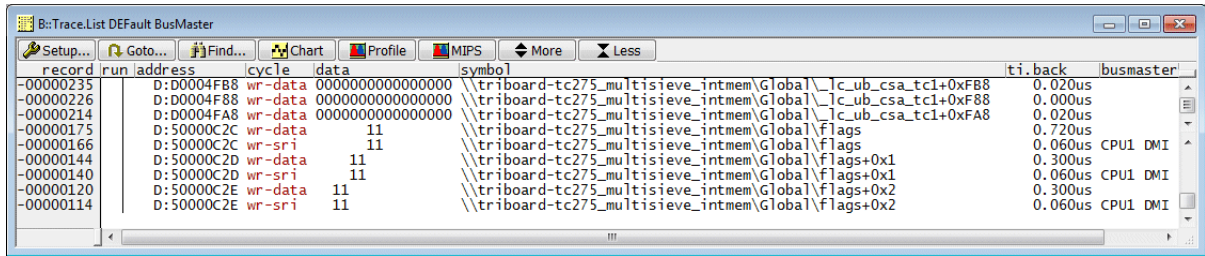 B::Trace.List DEFault BusMaster
Setup... Goto... Find... Chart Profile MIPS More Less
record run address cycle data symbol ti.back busmaster
-00000235 D:D0004FB8 wr-data 0000000000000000 \\triboard-tc275_multisieve_intmem\Global\_lc_ub_csa_tc1+0xFB8 0.020us
-00000226 D:D0004F88 wr-data 0000000000000000 \\triboard-tc275_multisieve_intmem\Global\_lc_ub_csa_tc1+0xF88 0.000us
-00000214 D:D0004FA8 wr-data 0000000000000000 \\triboard-tc275_multisieve_intmem\Global\_lc_ub_csa_tc1+0xFA8 0.020us
-00000175 D:50000C2C wr-data 11 \\triboard-tc275_multisieve_intmem\Global\flags 0.720us
-00000166 D:50000C2C wr-sri 11 \\triboard-tc275_multisieve_intmem\Global\flags 0.060us CPU1 DMI
-00000144 D:50000C2D wr-data 11 \\triboard-tc275_multisieve_intmem\Global\flags+0x1 0.300us
-00000140 D:50000C2D wr-sri 11 \\triboard-tc275_multisieve_intmem\Global\flags+0x1 0.060us CPU1 DMI
-00000120 D:50000C2E wr-data 11 \\triboard-tc275_multisieve_intmem\Global\flags+0x2 0.300us
-00000114 D:50000C2E wr-sri 11 \\triboard-tc275_multisieve_intmem\Global\flags+0x2 0.060us CPU1 DMI